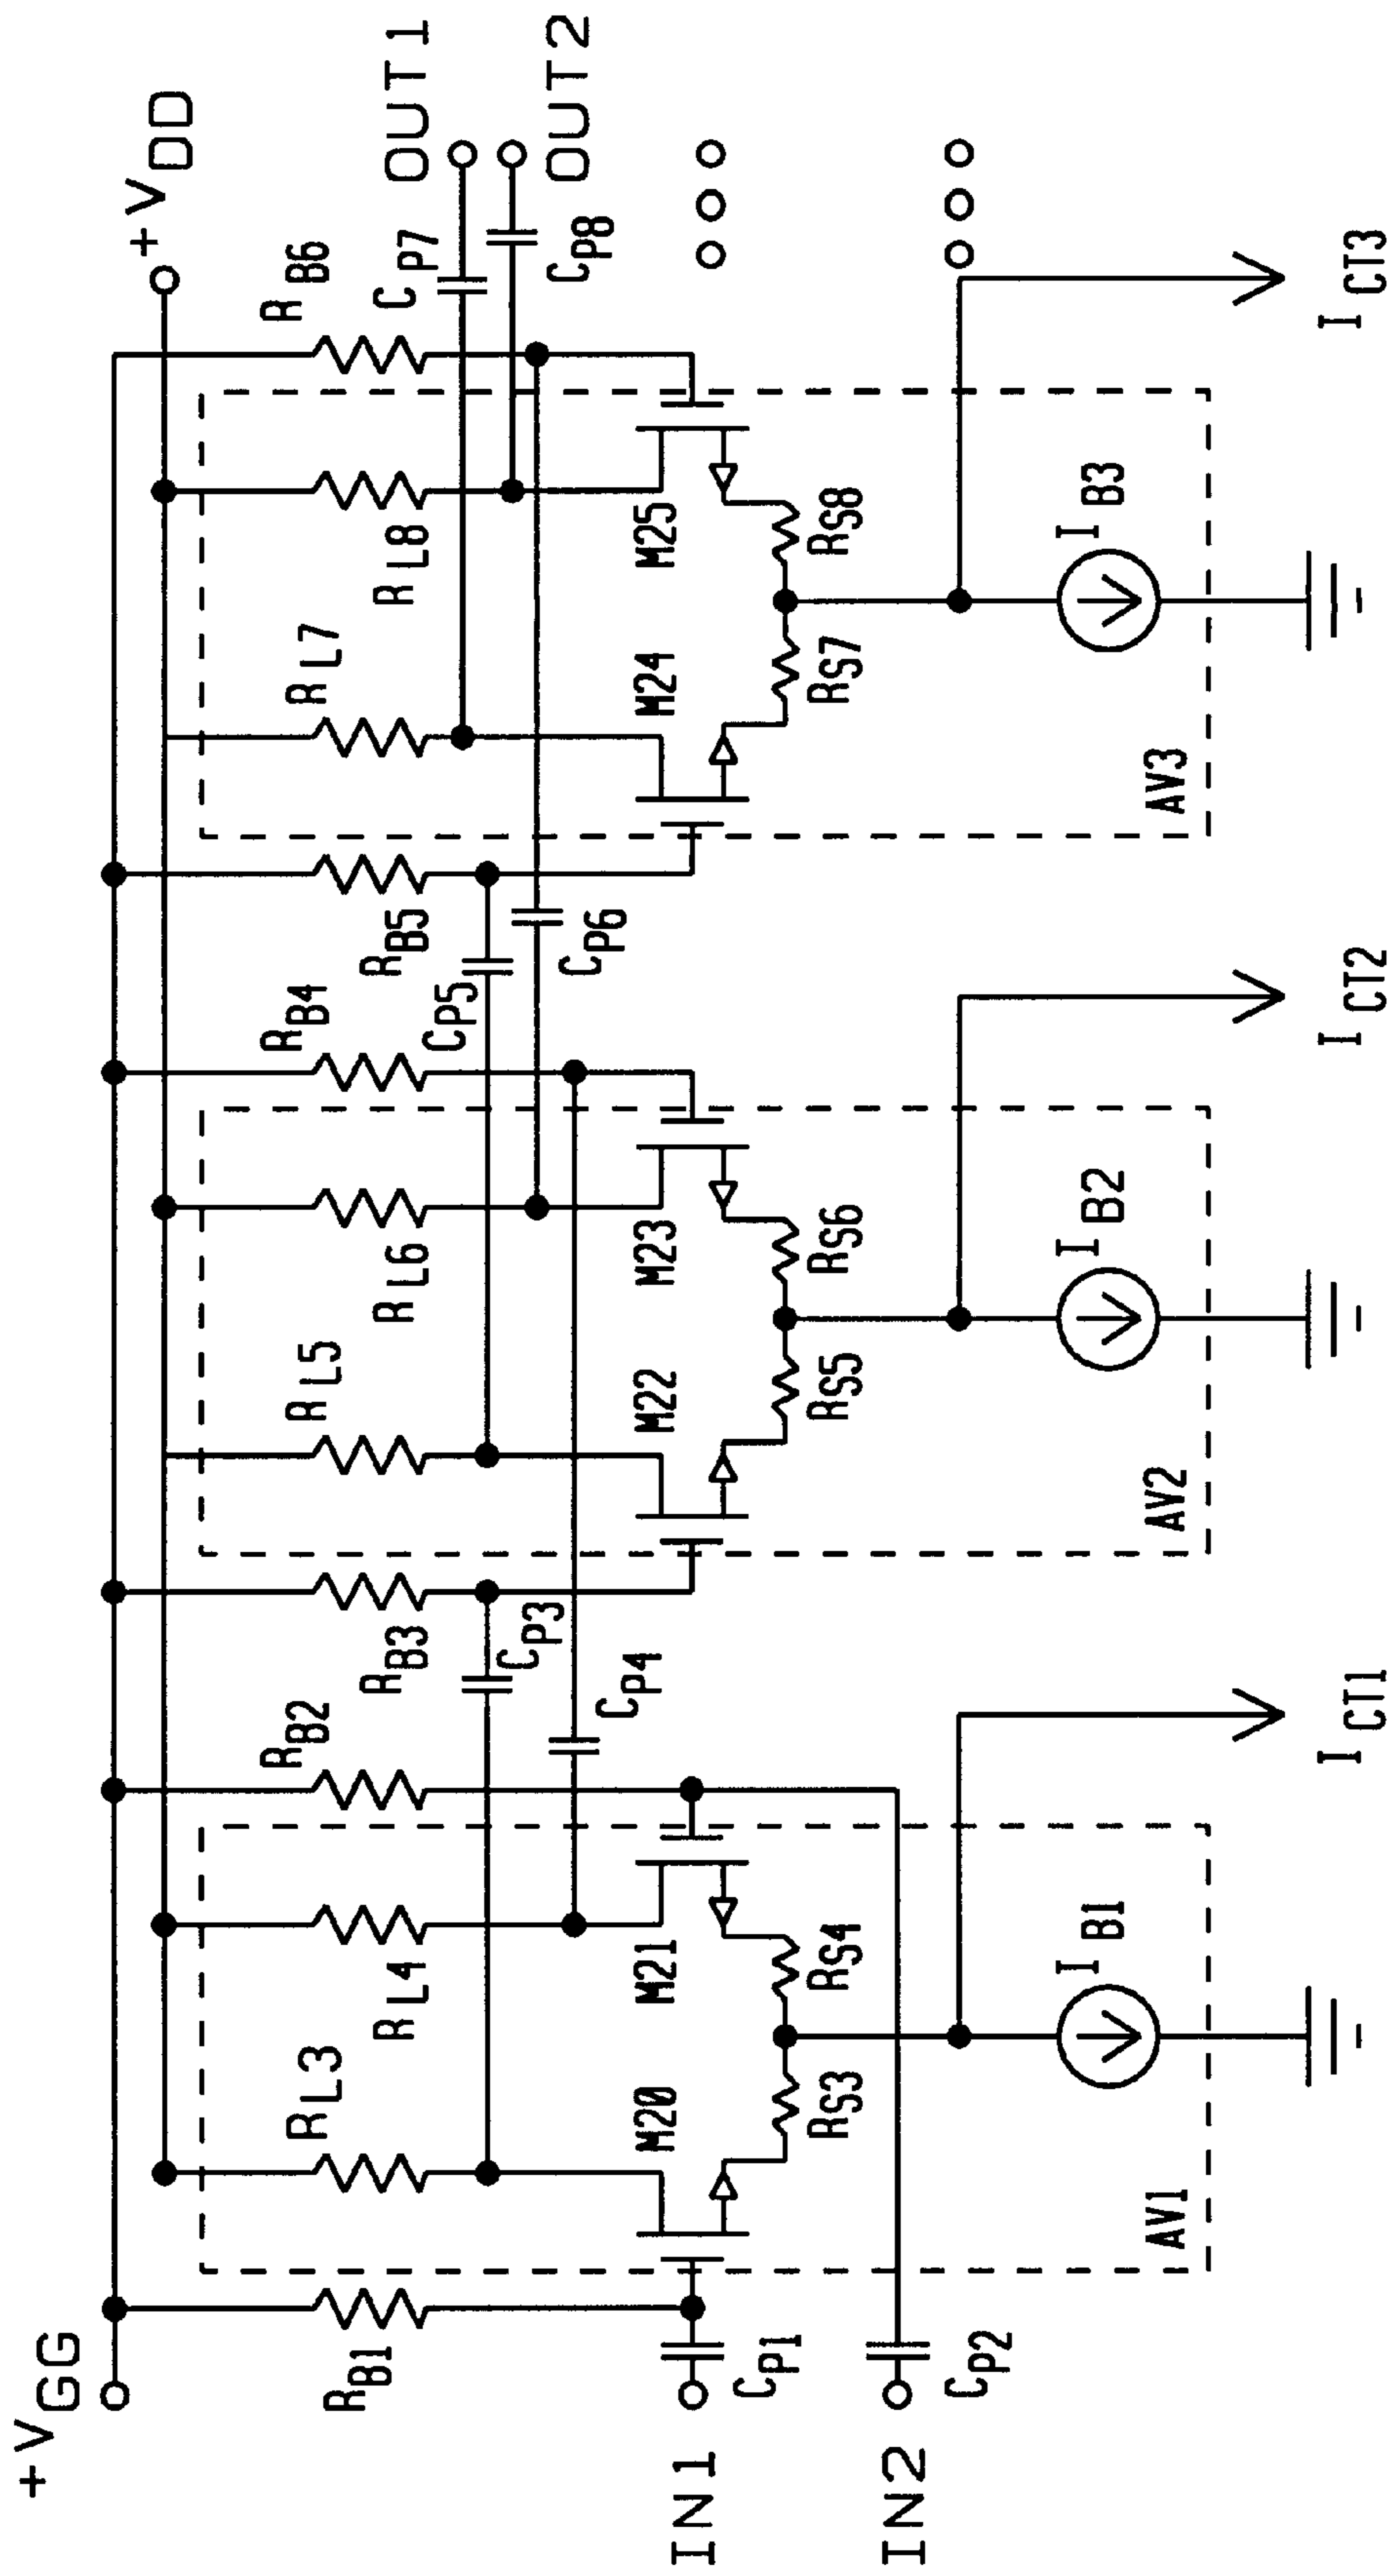 +VGG
+VDD
RB1
RL3
RL4
RB2
RB3
RL5
RL6
RB4
RB5
RL7
RL8
RB6
CP7
OUT1
OUT2
CP8
CP3
CP4
CP5
CP6
IN1
CP1
M20
M21
M22
M23
M24
M25
RS3
RS4
RS5
RS6
RS7
RS8
IN2
CP2
IB1
IB2
IB3
AV1
AV2
AV3
ICT1
ICT2
ICT3